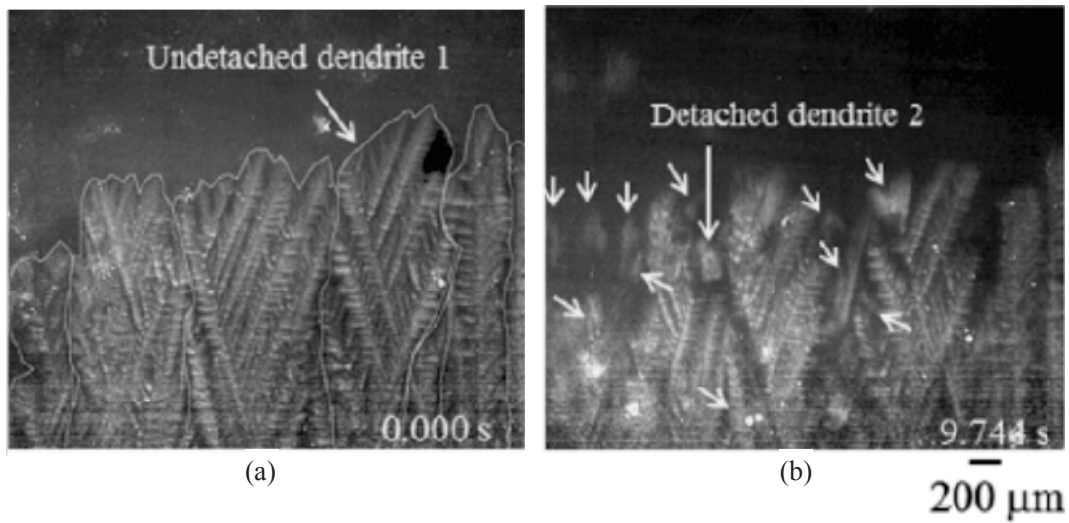 Undetached dendrite 1
0.000 s
(a)
Detached dendrite 2
9.744 s
(b)
200 μm